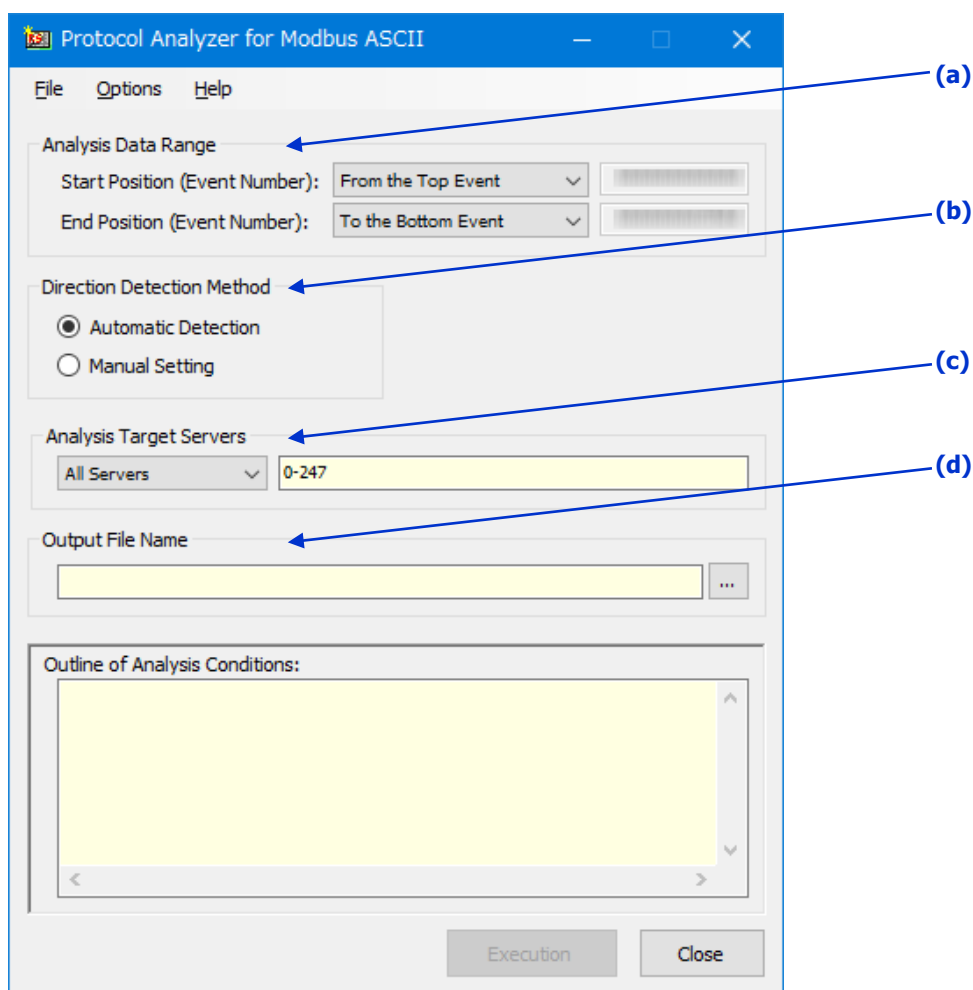 Protocol Analyzer for Modbus ASCII
File Options Help
(a)
Analysis Data Range
Start Position (Event Number): From the Top Event
End Position (Event Number): To the Bottom Event
(b)
Direction Detection Method
Automatic Detection
Manual Setting
(c)
Analysis Target Servers
All Servers 0-247
(d)
Output File Name
...
Outline of Analysis Conditions:
Execution Close